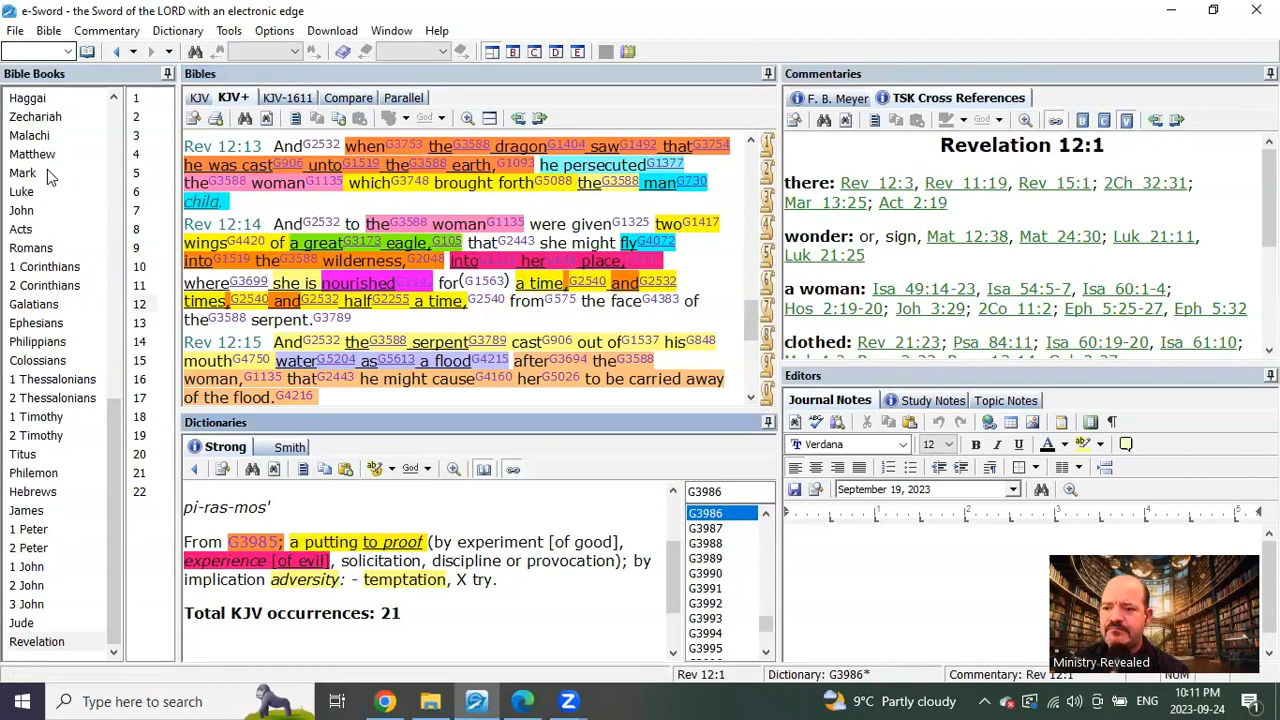 e-Sword - the Sword of the LORD with an electronic edge
File Bible Commentary Dictionary Tools Options Download Window Help
Bible Books
Haggai 1
Zechariah 2
Malachi 3
Matthew 4
Mark 5
Luke 6
John 7
Acts 8
Romans 9
1 Corinthians 10
2 Corinthians 11
Galatians 12
Ephesians 13
Philippians 14
Colossians 15
1 Thessalonians 16
2 Thessalonians 17
1 Timothy 18
2 Timothy 19
Titus 20
Philemon 21
Hebrews 22
James
1 Peter
2 Peter
1 John
2 John
3 John
Jude
Revelation
Bibles
KJV KJV+ KJV-1611 Compare Parallel
Rev 12:13 And G2532 when G3753 the G3588 dragon G1404 saw G1492 that G3754
he was cast G906 unto G1519 the G3588 earth, G1093 he persecuted G1377
the G3588 woman G1135 which G3748 brought forth G5088 the G3588 man G730
child.
Rev 12:14 And G2532 to the G3588 woman G1135 were given G1325 two G1417
wings G4420 of a great G3173 eagle, G105 that G2443 she might fly G4072
into G1519 the G3588 wilderness, G2048 into her place,
where G3699 she is nourished for (G1563) a time, G2540 and G2532
times, G2540 and G2532 half G2255 a time, G2540 from G575 the face G4383 of
the G3588 serpent. G3789
Rev 12:15 And G2532 the G3588 serpent G3789 cast G906 out of G1537 his G848
mouth G4750 water G5204 as G5613 a flood G4215 after G3694 the G3588
woman, G1135 that G2443 he might cause G4160 her G5026 to be carried away
of the flood. G4216
Dictionaries
Strong Smith
pi-ras-mos'
From G3985; a putting to proof (by experiment [of good],
experience [of evil], solicitation, discipline or provocation); by
implication adversity: - temptation, X try.
Total KJV occurrences: 21
G3986
G3986
G3987
G3988
G3989
G3990
G3991
G3992
G3993
G3994
G3995
Commentaries
F. B. Meyer TSK Cross References
Revelation 12:1
there: Rev 12:3, Rev 11:19, Rev 15:1; 2Ch 32:31;
Mar 13:25; Act 2:19
wonder: or, sign, Mat 12:38, Mat 24:30; Luk 21:11,
Luk 21:25
a woman: Isa 49:14-23, Isa 54:5-7, Isa 60:1-4;
Hos 2:19-20; Joh 3:29; 2Co 11:2; Eph 5:25-27, Eph 5:32
clothed: Rev 21:23; Psa 84:11; Isa 60:19-20, Isa 61:10;
Editors
Journal Notes Study Notes Topic Notes
Verdana 12 B I U A
September 19, 2023
1 2 3 4 5
Ministry Revealed
Rev 12:1 Dictionary: G3986* Commentary: Rev 12:1 NUM
Type here to search
9°C Partly cloudy
ENG
10:11 PM
2023-09-24